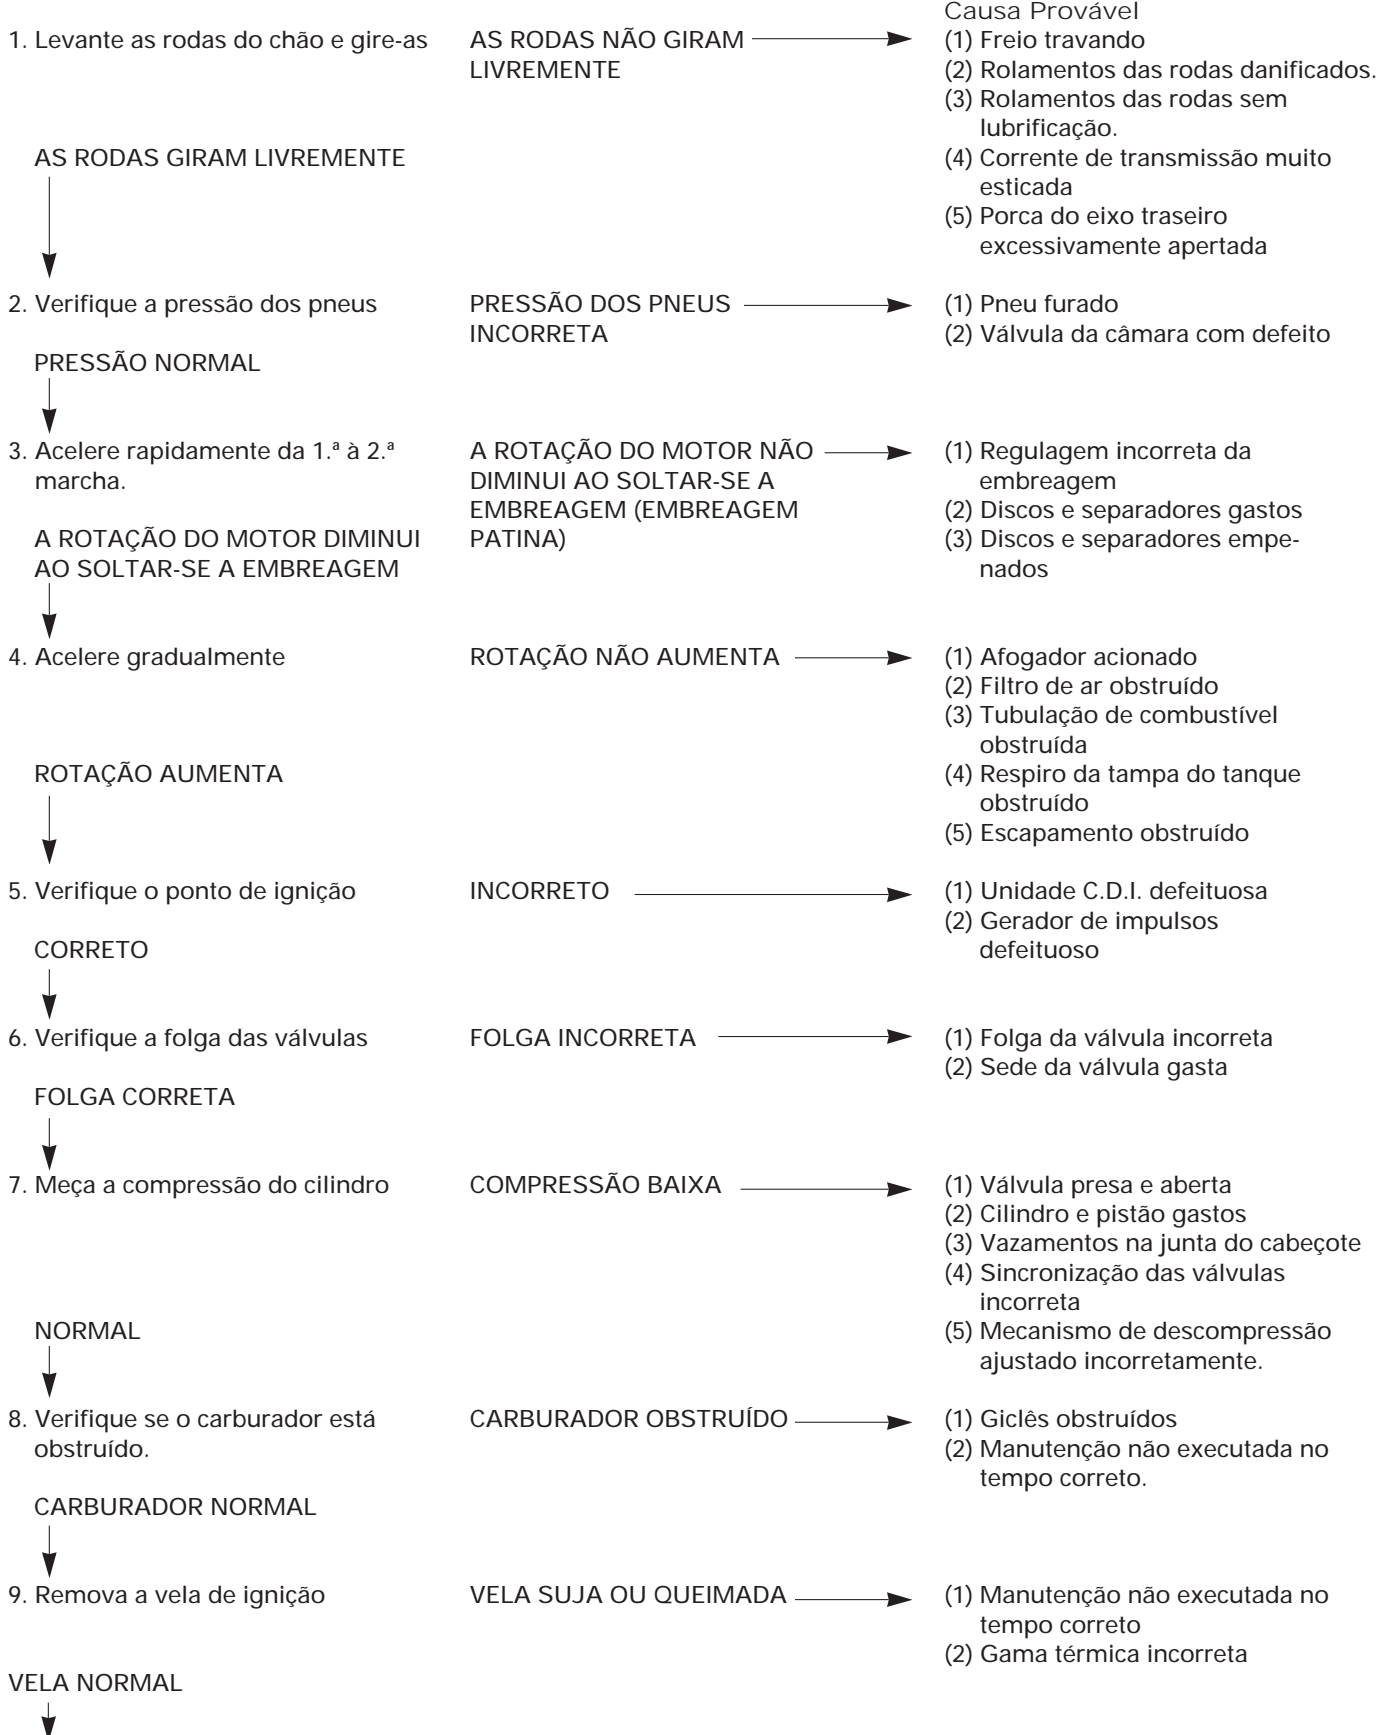 Causa Provável
1. Levante as rodas do chão e gire-as
AS RODAS NÃO GIRAM
LIVREMENTE
(1) Freio travando
(2) Rolamentos das rodas danificados.
(3) Rolamentos das rodas sem
lubrificação.
(4) Corrente de transmissão muito
esticada
(5) Porca do eixo traseiro
excessivamente apertada
AS RODAS GIRAM LIVREMENTE
2. Verifique a pressão dos pneus
PRESSÃO DOS PNEUS
INCORRETA
(1) Pneu furado
(2) Válvula da câmara com defeito
PRESSÃO NORMAL
3. Acelere rapidamente da 1.ª à 2.ª
marcha.
A ROTAÇÃO DO MOTOR NÃO
DIMINUI AO SOLTAR-SE A
EMBREAGEM (EMBREAGEM
PATINA)
(1) Regulagem incorreta da
embreagem
(2) Discos e separadores gastos
(3) Discos e separadores empe-
nados
A ROTAÇÃO DO MOTOR DIMINUI
AO SOLTAR-SE A EMBREAGEM
4. Acelere gradualmente
ROTAÇÃO NÃO AUMENTA
(1) Afogador acionado
(2) Filtro de ar obstruído
(3) Tubulação de combustível
obstruída
(4) Respiro da tampa do tanque
obstruído
(5) Escapamento obstruído
ROTAÇÃO AUMENTA
5. Verifique o ponto de ignição
INCORRETO
(1) Unidade C.D.I. defeituosa
(2) Gerador de impulsos
defeituoso
CORRETO
6. Verifique a folga das válvulas
FOLGA INCORRETA
(1) Folga da válvula incorreta
(2) Sede da válvula gasta
FOLGA CORRETA
7. Meça a compressão do cilindro
COMPRESSÃO BAIXA
(1) Válvula presa e aberta
(2) Cilindro e pistão gastos
(3) Vazamentos na junta do cabeçote
(4) Sincronização das válvulas
incorreta
(5) Mecanismo de descompressão
ajustado incorretamente.
NORMAL
8. Verifique se o carburador está
obstruído.
CARBURADOR OBSTRUÍDO
(1) Giclês obstruídos
(2) Manutenção não executada no
tempo correto.
CARBURADOR NORMAL
9. Remova a vela de ignição
VELA SUJA OU QUEIMADA
(1) Manutenção não executada no
tempo correto
(2) Gama térmica incorreta
VELA NORMAL